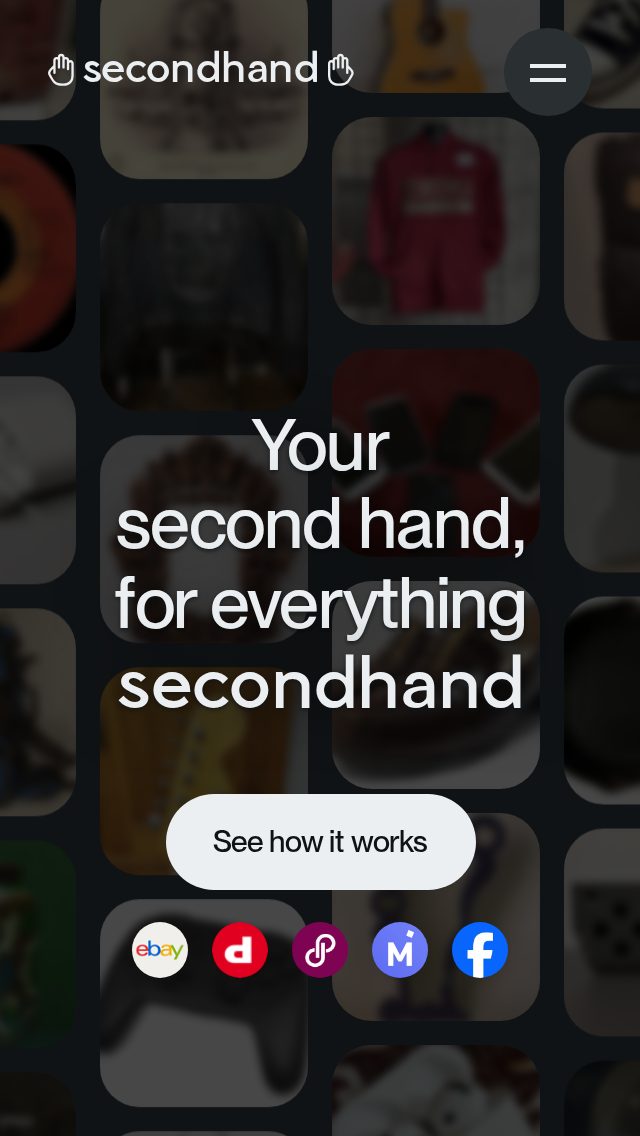 secondhand
Your
second hand,
for everything
secondhand
See how it works
ebay